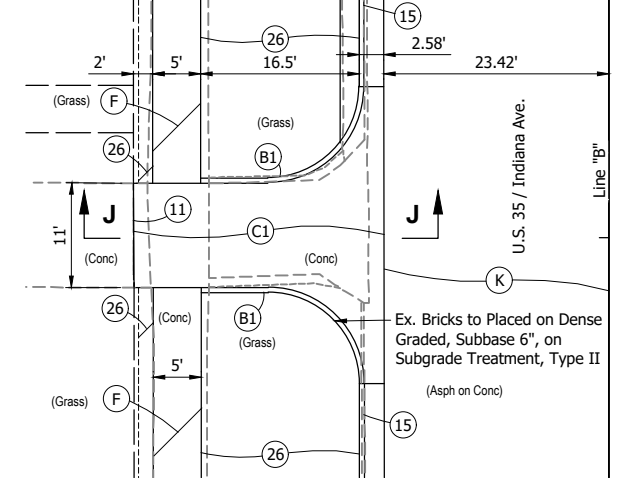 15
26
2.58'
2'
5'
16.5'
23.42'
(Grass)
F
(Grass)
26
B1
U.S. 35 / Indiana Ave.
Line "B"
J
11
J
11'
C1
(Conc)
(Conc)
K
26
(Conc)
B1
(Grass)
Ex. Bricks to Placed on Dense
Graded, Subbase 6", on
Subgrade Treatment, Type II
5'
(Grass)
F
(Asph on Conc)
15
26